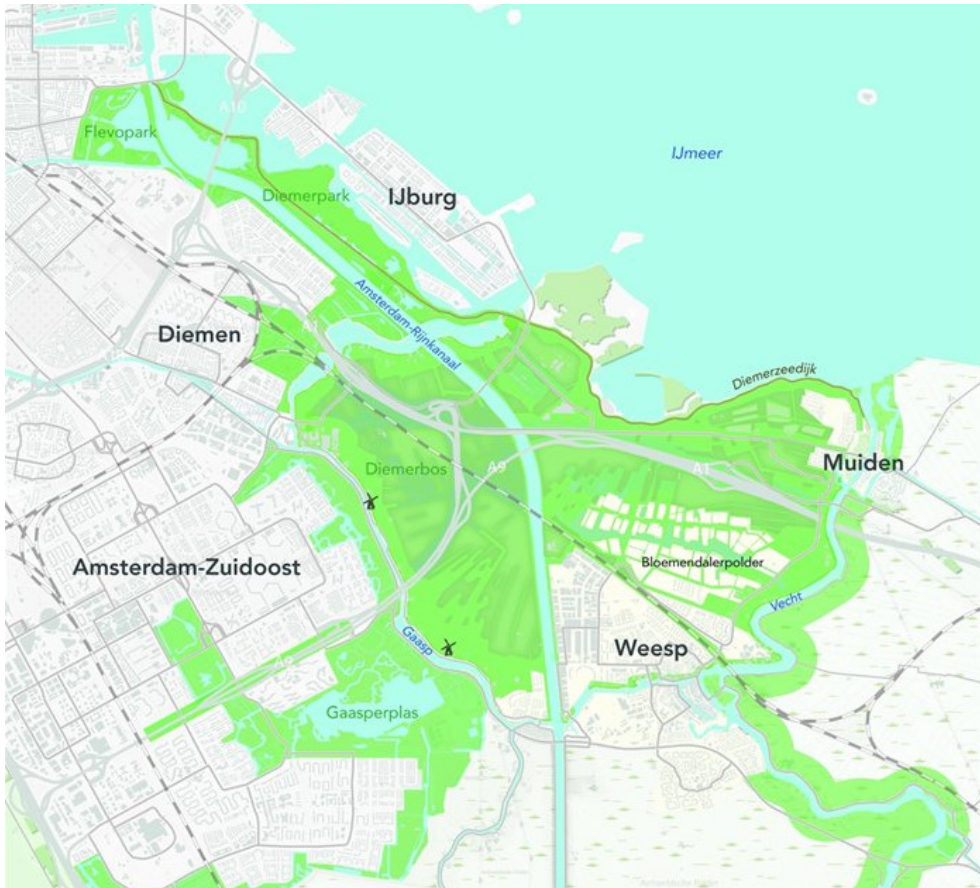 A10
Flevopark
IJmeer
Diemerpark
IJburg
Amsterdam-Rijnkanaal
Diemen
Diemerzeedijk
Muiden
Diemerbos
A9
A1
Bloemendalerpolder
Amsterdam-Zuidoost
Vecht
Gaasp
Weesp
A9
Gaasperplas